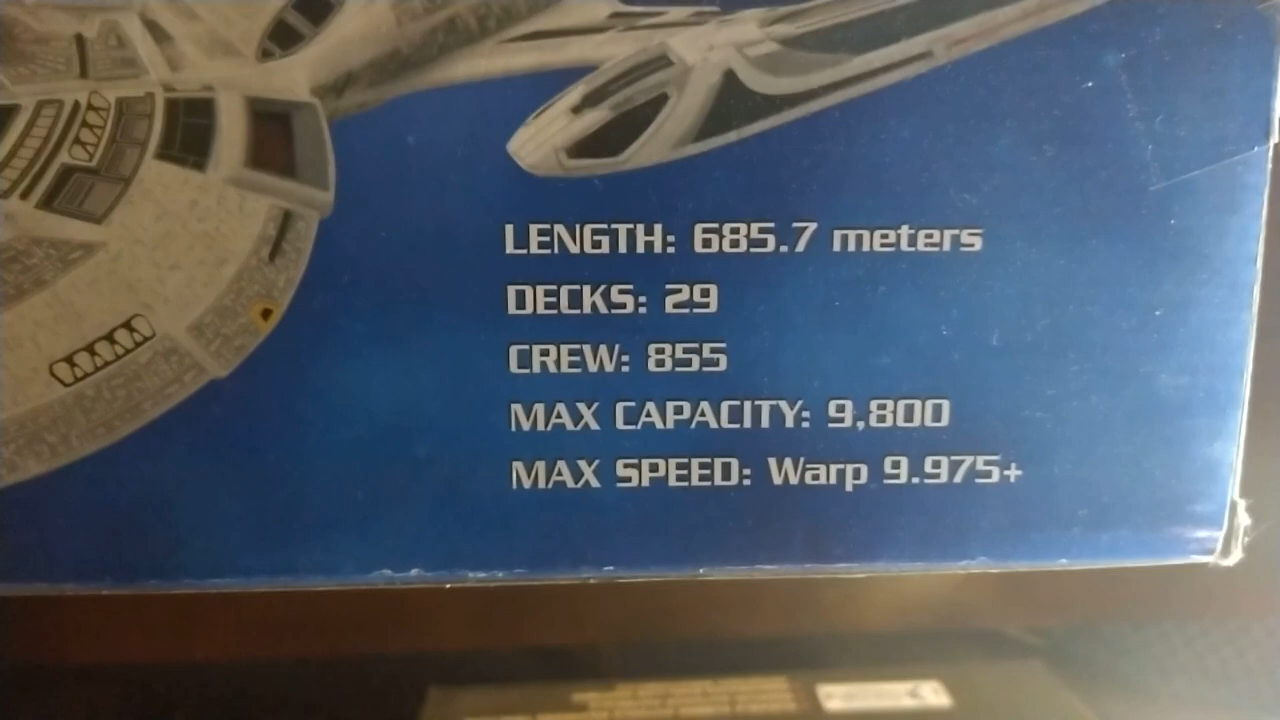 LENGTH: 685.7 meters
DECKS: 29
CREW: 855
MAX CAPACITY: 9,800
MAX SPEED: Warp 9.975+